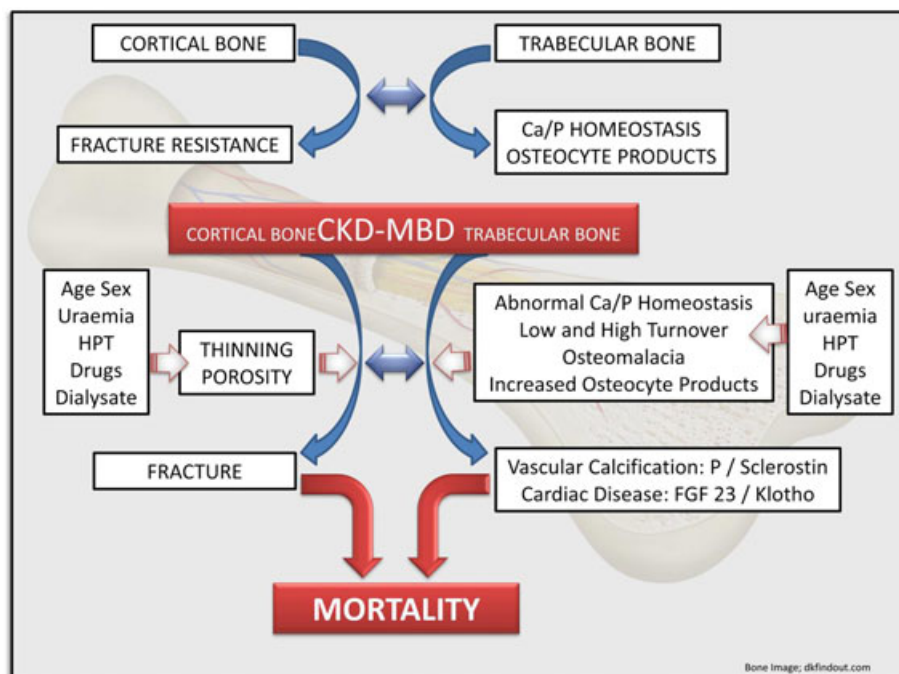 CORTICAL BONE
TRABECULAR BONE
FRACTURE RESISTANCE
Ca/P HOMEOSTASIS
OSTEOCYTE PRODUCTS
CORTICAL BONE CKD-MBD TRABECULAR BONE
Age Sex
Uraemia
HPT
Drugs
Dialysate
THINNING
POROSITY
Abnormal Ca/P Homeostasis
Low and High Turnover
Osteomalacia
Increased Osteocyte Products
Age Sex
uraemia
HPT
Drugs
Dialysate
FRACTURE
Vascular Calcification: P / Sclerostin
Cardiac Disease: FGF 23 / Klotho
MORTALITY
Bone Image; dkfindout.com